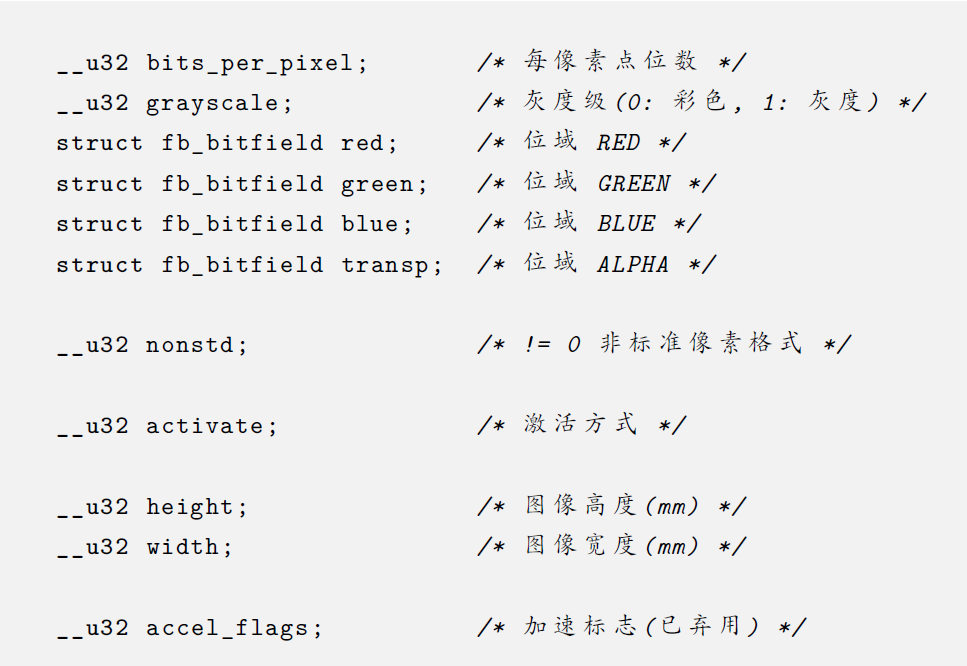 __u32 bits_per_pixel; /* 每像素点位数 */
__u32 grayscale; /* 灰度级(0: 彩色, 1: 灰度) */
struct fb_bitfield red; /* 位域 RED */
struct fb_bitfield green; /* 位域 GREEN */
struct fb_bitfield blue; /* 位域 BLUE */
struct fb_bitfield transp; /* 位域 ALPHA */
__u32 nonstd; /* != 0 非标准像素格式 */
__u32 activate; /* 激活方式 */
__u32 height; /* 图像高度(mm) */
__u32 width; /* 图像宽度(mm) */
__u32 accel_flags; /* 加速标志(已弃用) */